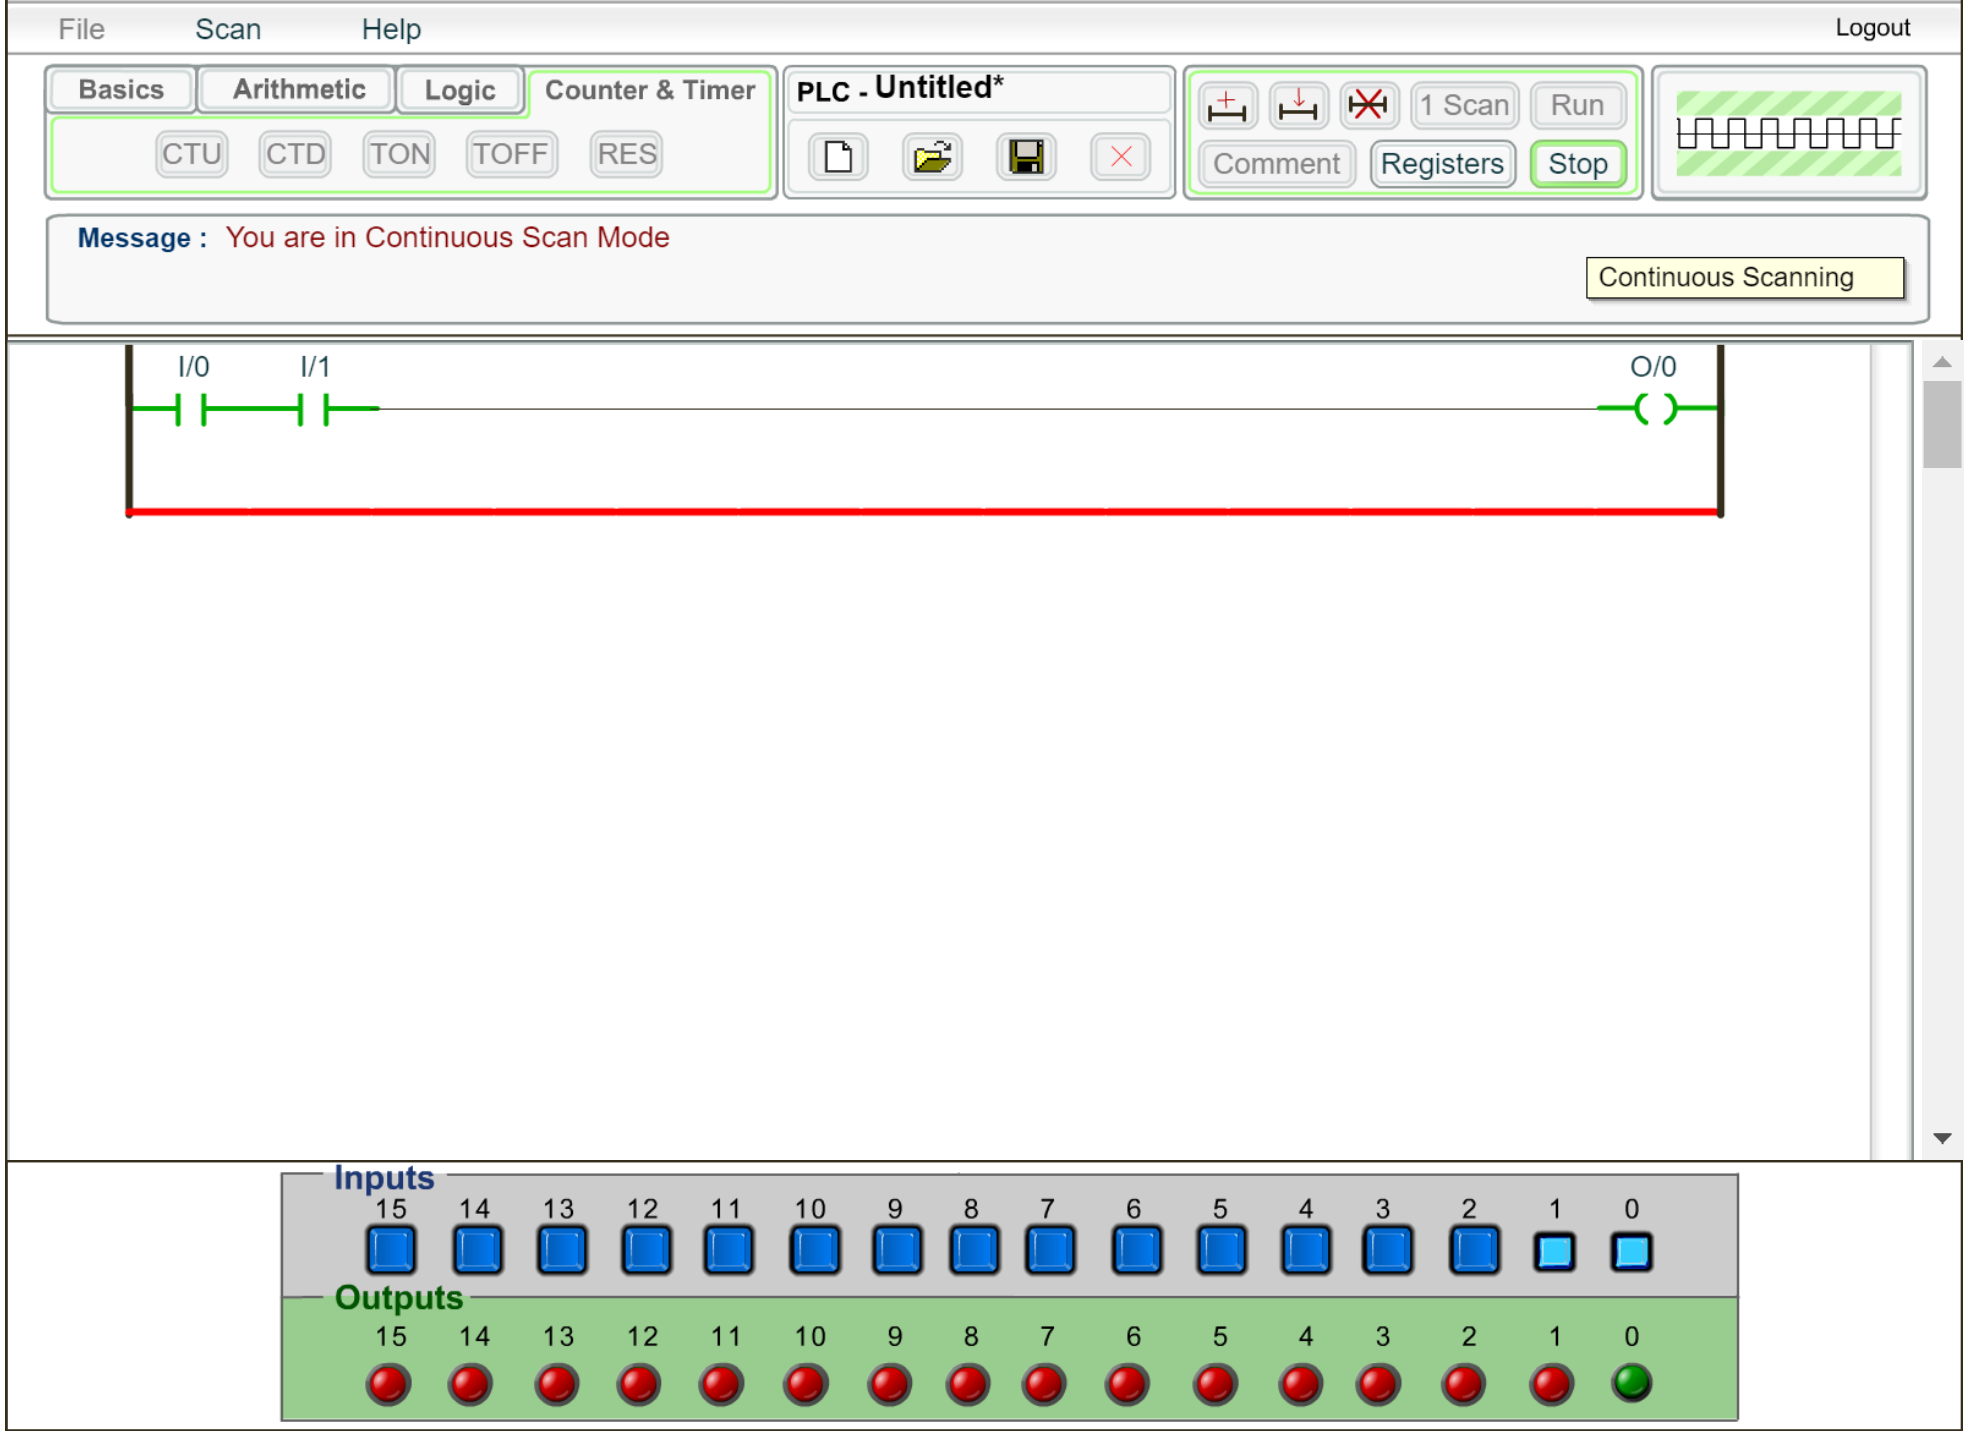 File Scan Help Logout
Basics Arithmetic Logic Counter & Timer
CTU CTD TON TOFF RES
PLC - Untitled*
1 Scan Run
Comment Registers Stop
Message : You are in Continuous Scan Mode
Continuous Scanning
I/0 I/1 O/0
Inputs
15 14 13 12 11 10 9 8 7 6 5 4 3 2 1 0
Outputs
15 14 13 12 11 10 9 8 7 6 5 4 3 2 1 0